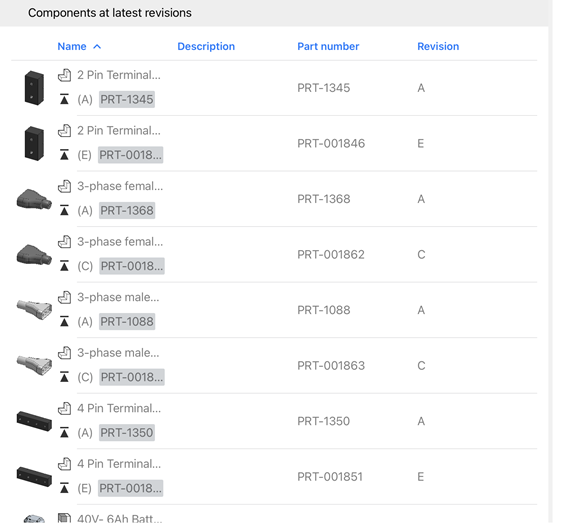 Components at latest revisions
Name Description Part number Revision
2 Pin Terminal...
PRT-1345 A
(A) PRT-1345
2 Pin Terminal...
PRT-001846 E
(E) PRT-0018...
3-phase femal...
PRT-1368 A
(A) PRT-1368
3-phase femal...
PRT-001862 C
(C) PRT-0018...
3-phase male...
PRT-1088 A
(A) PRT-1088
3-phase male...
PRT-001863 C
(C) PRT-0018...
4 Pin Terminal...
PRT-1350 A
(A) PRT-1350
4 Pin Terminal...
PRT-001851 E
(E) PRT-0018...
40V- 6Ah Batt...